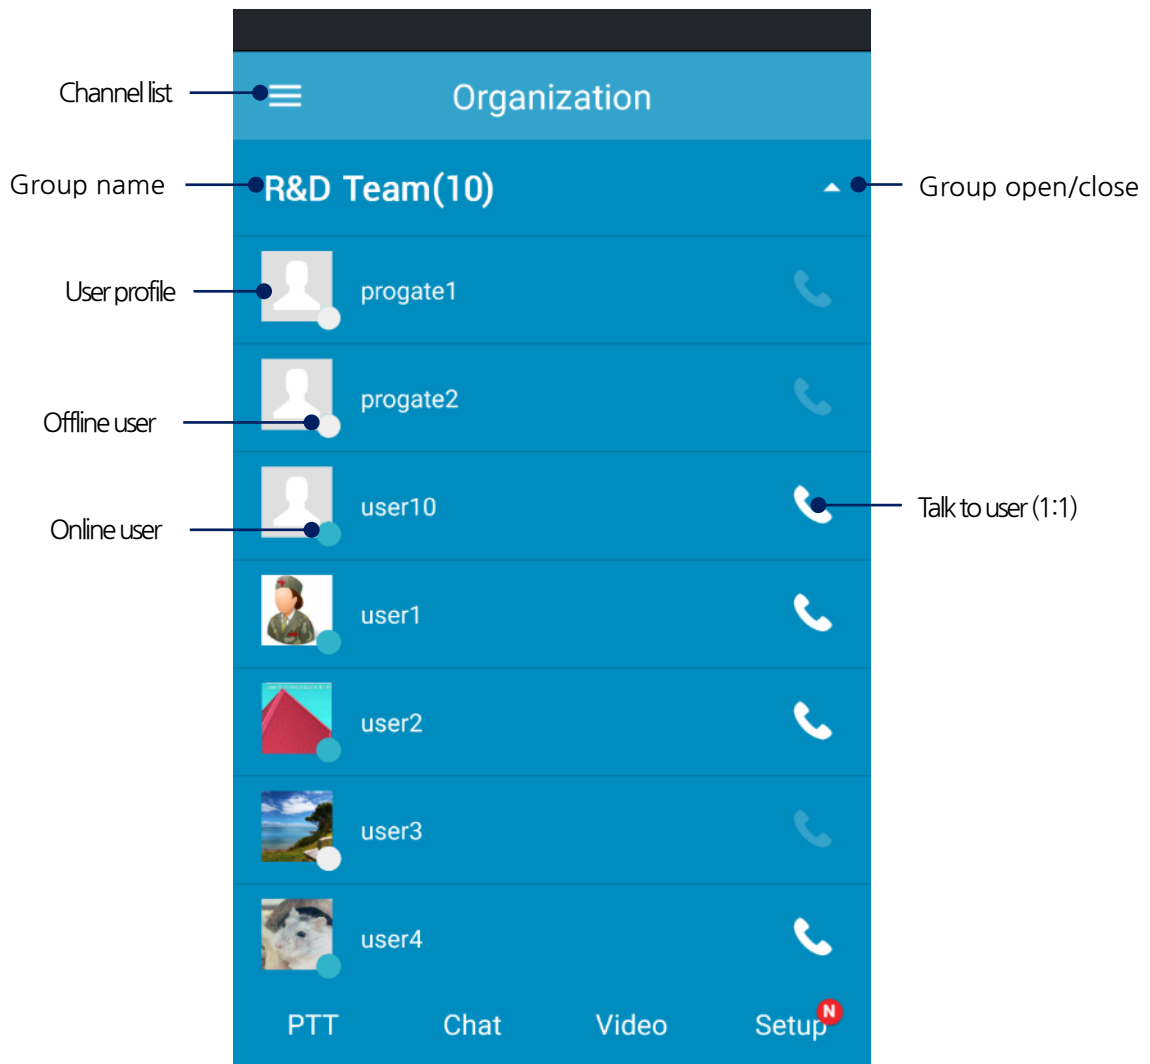 Channel list
Organization
Group name
R&D Team(10)
Group open/close
User profile
progate1
Offline user
progate2
Online user
user10
Talk to user (1:1)
user1
user2
user3
user4
PTT
Chat
Video
Setup
N